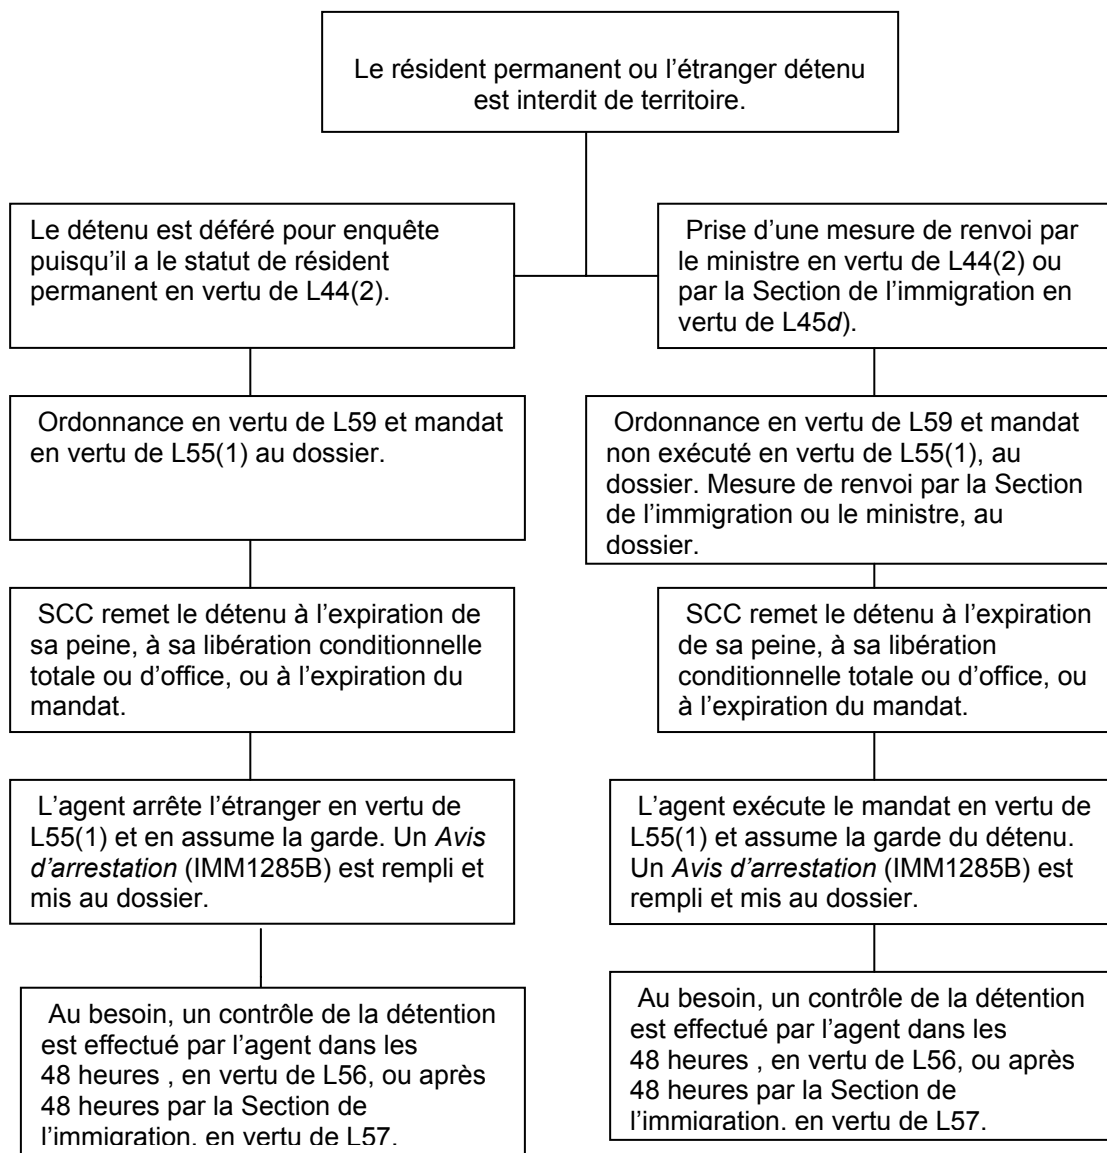 Le résident permanent ou l’étranger détenu
est interdit de territoire.
Le détenu est déféré pour enquête
puisqu’il a le statut de résident
permanent en vertu de L44(2).
Prise d’une mesure de renvoi par
le ministre en vertu de L44(2) ou
par la Section de l’immigration en
vertu de L45d).
Ordonnance en vertu de L59 et mandat
en vertu de L55(1) au dossier.
Ordonnance en vertu de L59 et mandat
non exécuté en vertu de L55(1), au
dossier. Mesure de renvoi par la Section
de l’immigration ou le ministre, au
dossier.
SCC remet le détenu à l’expiration de
sa peine, à sa libération conditionnelle
totale ou d’office, ou à l’expiration du
mandat.
SCC remet le détenu à l’expiration
de sa peine, à sa libération
conditionnelle totale ou d’office, ou
à l’expiration du mandat.
L’agent arrête l’étranger en vertu de
L55(1) et en assume la garde. Un Avis
d’arrestation (IMM1285B) est rempli et
mis au dossier.
L’agent exécute le mandat en vertu de
L55(1) et assume la garde du détenu.
Un Avis d’arrestation (IMM1285B) est
rempli et mis au dossier.
Au besoin, un contrôle de la détention
est effectué par l’agent dans les
48 heures , en vertu de L56, ou après
48 heures par la Section de
l’immigration. en vertu de L57.
Au besoin, un contrôle de la détention
est effectué par l’agent dans les
48 heures , en vertu de L56, ou après
48 heures par la Section de
l’immigration. en vertu de L57.